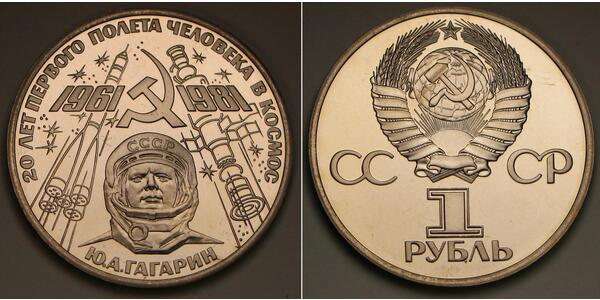 20 ЛЕТ ПЕРВОГО ПОЛЕТА ЧЕЛОВЕКА В КОСМОС
1961 1981
СССР
Ю.А.ГАГАРИН
СС СР
1
РУБЛЬ